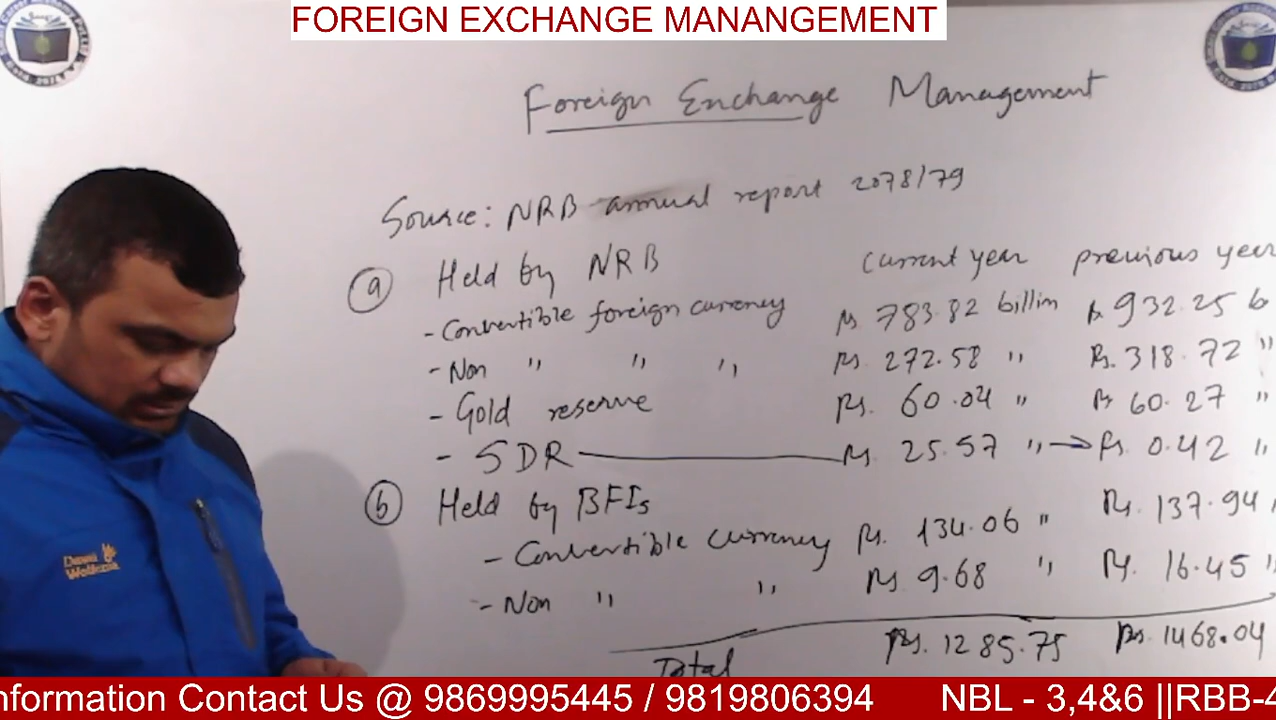 FOREIGN EXCHANGE MANANGEMENT
Foreign Exchange Management
Source: NRB annual report 2078/79
a Held by NRB current year previous year
- Convertible foreign currency Rs 783.82 billion Rs. 932.25 b
- Non " " " Rs. 272.58 " Rs. 318.72 "
- Gold reserve Rs. 60.04 " Rs 60.27 "
- SDR Rs. 25.57 " → Rs. 0.42 "
b Held by BFIs
- Convertible currency Rs. 134.06 " Rs. 137.94 "
- Non " " Rs 9.68 " Rs. 16.45 "
Total Rs. 1285.75 Rs. 1468.04
nformation Contact Us @ 9869995445 / 9819806394 NBL - 3,4&6 ||RBB-4